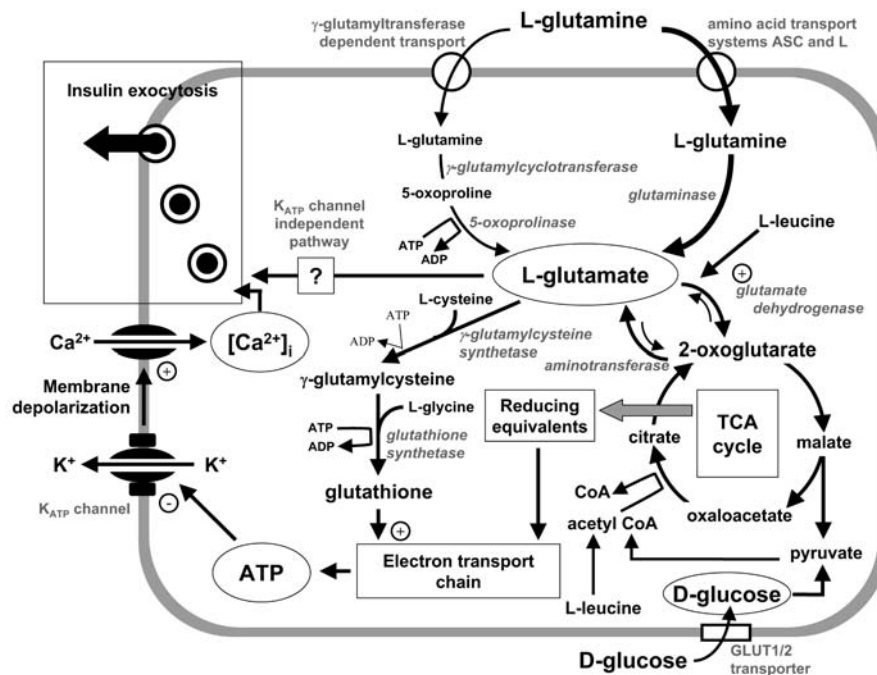 γ-glutamyltransferase
dependent transport
L-glutamine
amino acid transport
systems ASC and L
Insulin exocytosis
L-glutamine
L-glutamine
γ-glutamylcyclotransferase
glutaminase
5-oxoproline
K_ATP channel
independent
pathway
5-oxoprolinase
ATP
ADP
L-leucine
?
L-glutamate
+
glutamate
dehydrogenase
L-cysteine
ATP
ADP
γ-glutamylcysteine
synthetase
Ca²⁺
[Ca²⁺]i
aminotransferase
2-oxoglutarate
+
γ-glutamylcysteine
Membrane
depolarization
ATP
ADP
L-glycine
glutathione
synthetase
Reducing
equivalents
TCA
cycle
citrate
malate
K⁺
K⁺
K_ATP channel
-
glutathione
CoA
acetyl CoA
oxaloacetate
+
pyruvate
ATP
Electron transport
chain
L-leucine
D-glucose
D-glucose
GLUT1/2
transporter